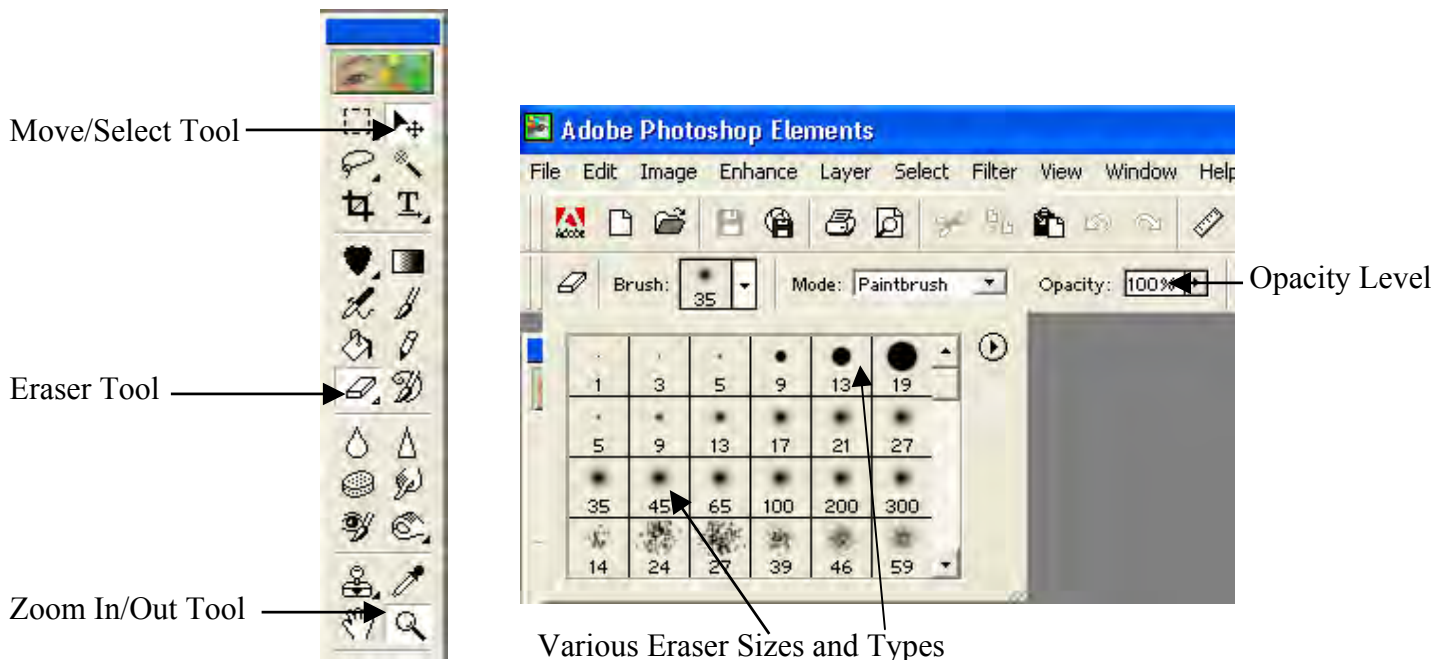 Move/Select Tool
Eraser Tool
Zoom In/Out Tool
T
Adobe Photoshop Elements
File Edit Image Enhance Layer Select Filter View Window Help
Adobe
Brush: 35 Mode: Paintbrush Opacity: 100%
Opacity Level
1 3 5 9 13 19
5 9 13 17 21 27
35 45 65 100 200 300
14 24 27 39 46 59
Various Eraser Sizes and Types